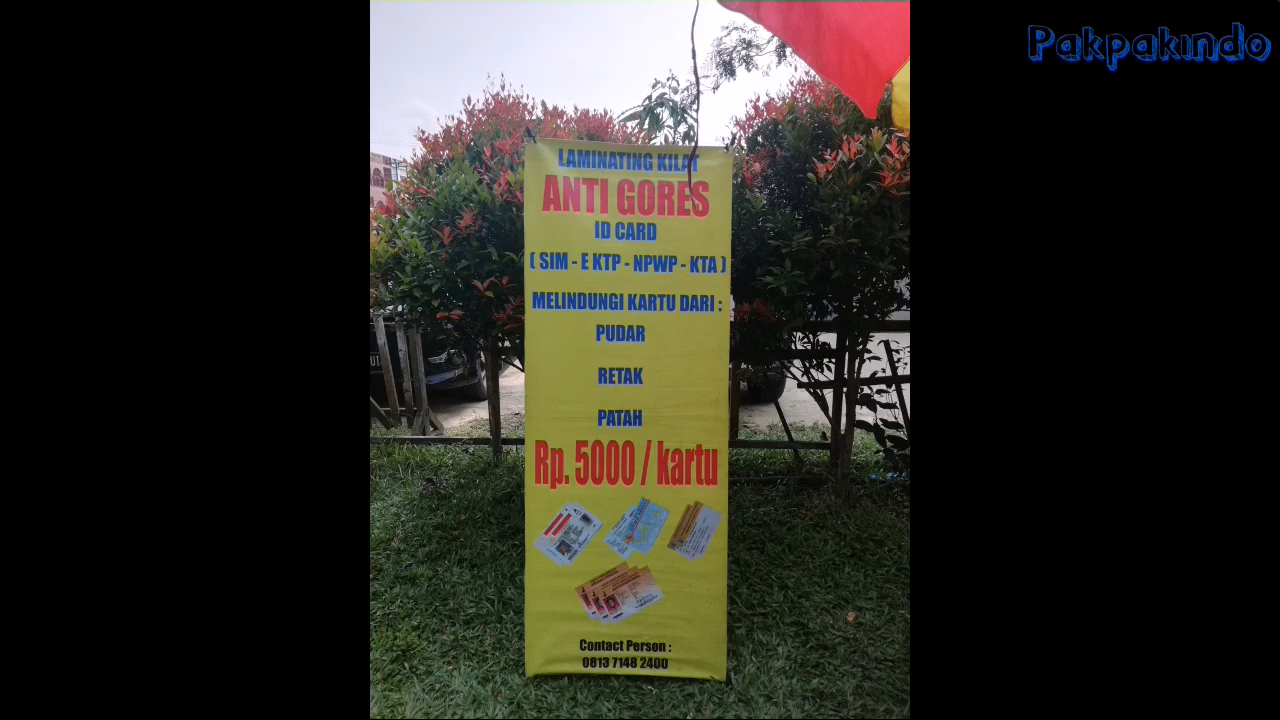 Pakpakindo
LAMINATING KILAT
ANTI GORES
ID CARD
( SIM - E KTP - NPWP - KTA )
MELINDUNGI KARTU DARI :
PUDAR
RETAK
PATAH
Rp. 5000 / kartu
Contact Person :
0813 7148 2400